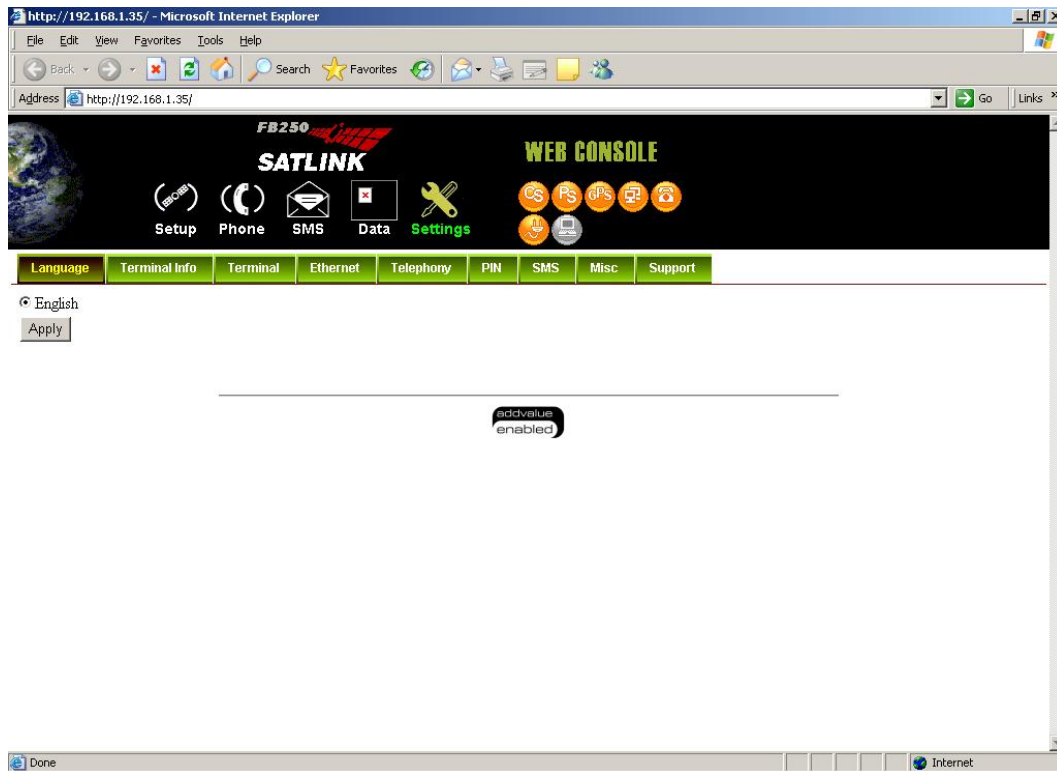 http://192.168.1.35/ - Microsoft Internet Explorer
File Edit View Favorites Tools Help
Back Search Favorites
Address http://192.168.1.35/ Go Links »
FB250
SATLINK
WEB CONSOLE
CS PS GPS
Setup Phone SMS Data Settings
Language Terminal Info Terminal Ethernet Telephony PIN SMS Misc Support
English
Apply
addvalue
enabled
Done Internet